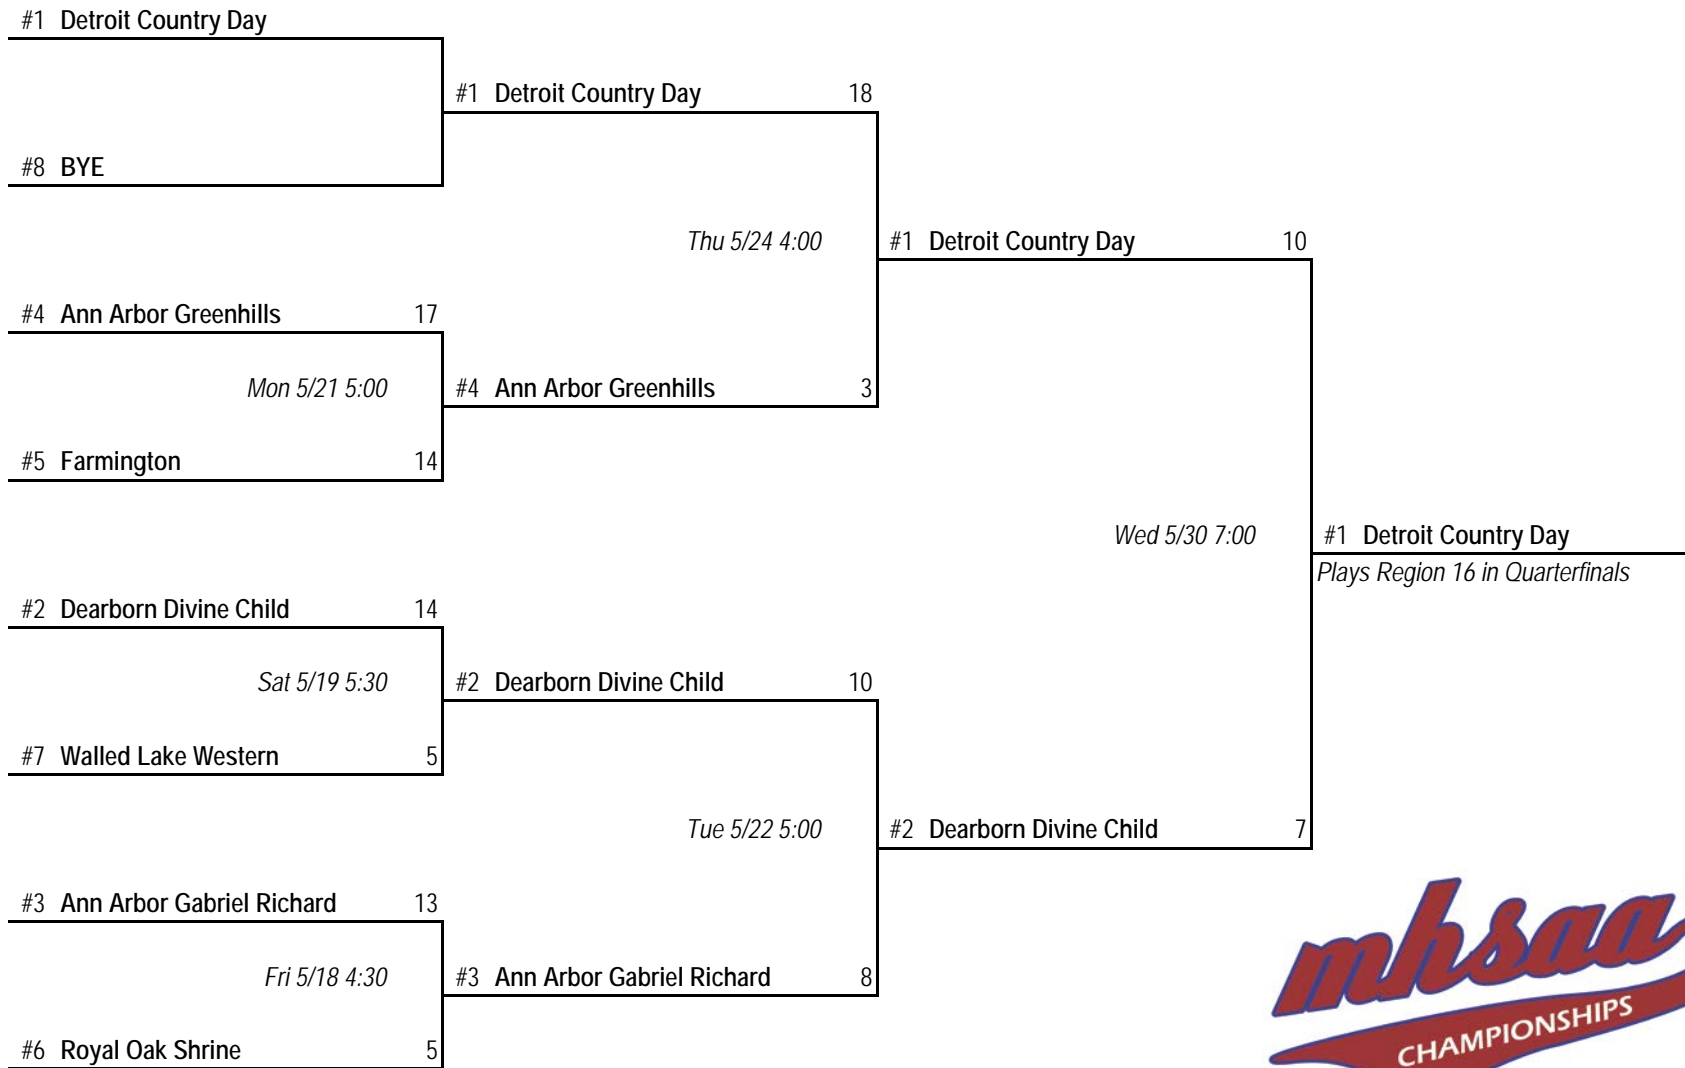 #1 Detroit Country Day
#1 Detroit Country Day 18
#8 BYE
Thu 5/24 4:00
#1 Detroit Country Day 10
#4 Ann Arbor Greenhills 17
Mon 5/21 5:00
#4 Ann Arbor Greenhills 3
#5 Farmington 14
Wed 5/30 7:00
#1 Detroit Country Day
Plays Region 16 in Quarterfinals
#2 Dearborn Divine Child 14
Sat 5/19 5:30
#2 Dearborn Divine Child 10
#7 Walled Lake Western 5
Tue 5/22 5:00
#2 Dearborn Divine Child 7
#3 Ann Arbor Gabriel Richard 13
Fri 5/18 4:30
#3 Ann Arbor Gabriel Richard 8
#6 Royal Oak Shrine 5
mhsaa
CHAMPIONSHIPS